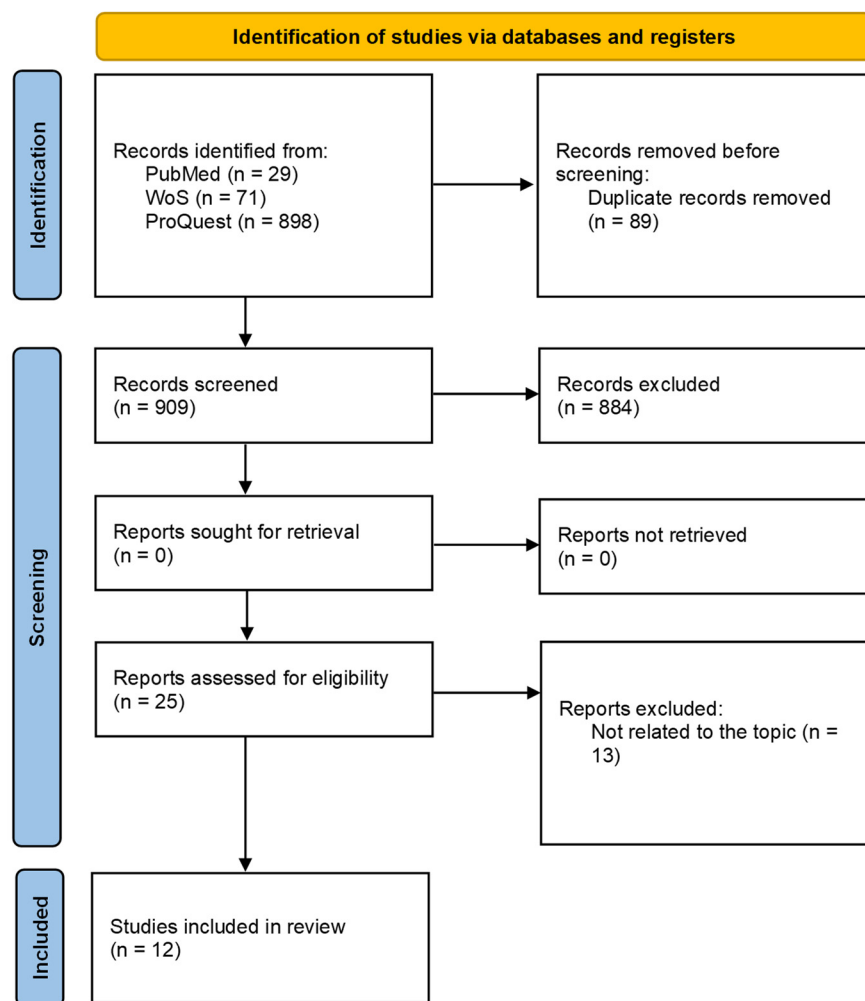 Identification of studies via databases and registers
Identification
Records identified from:
PubMed (n = 29)
WoS (n = 71)
ProQuest (n = 898)
Records removed before
screening:
Duplicate records removed
(n = 89)
Screening
Records screened
(n = 909)
Records excluded
(n = 884)
Reports sought for retrieval
(n = 0)
Reports not retrieved
(n = 0)
Reports assessed for eligibility
(n = 25)
Reports excluded:
Not related to the topic (n =
13)
Included
Studies included in review
(n = 12)